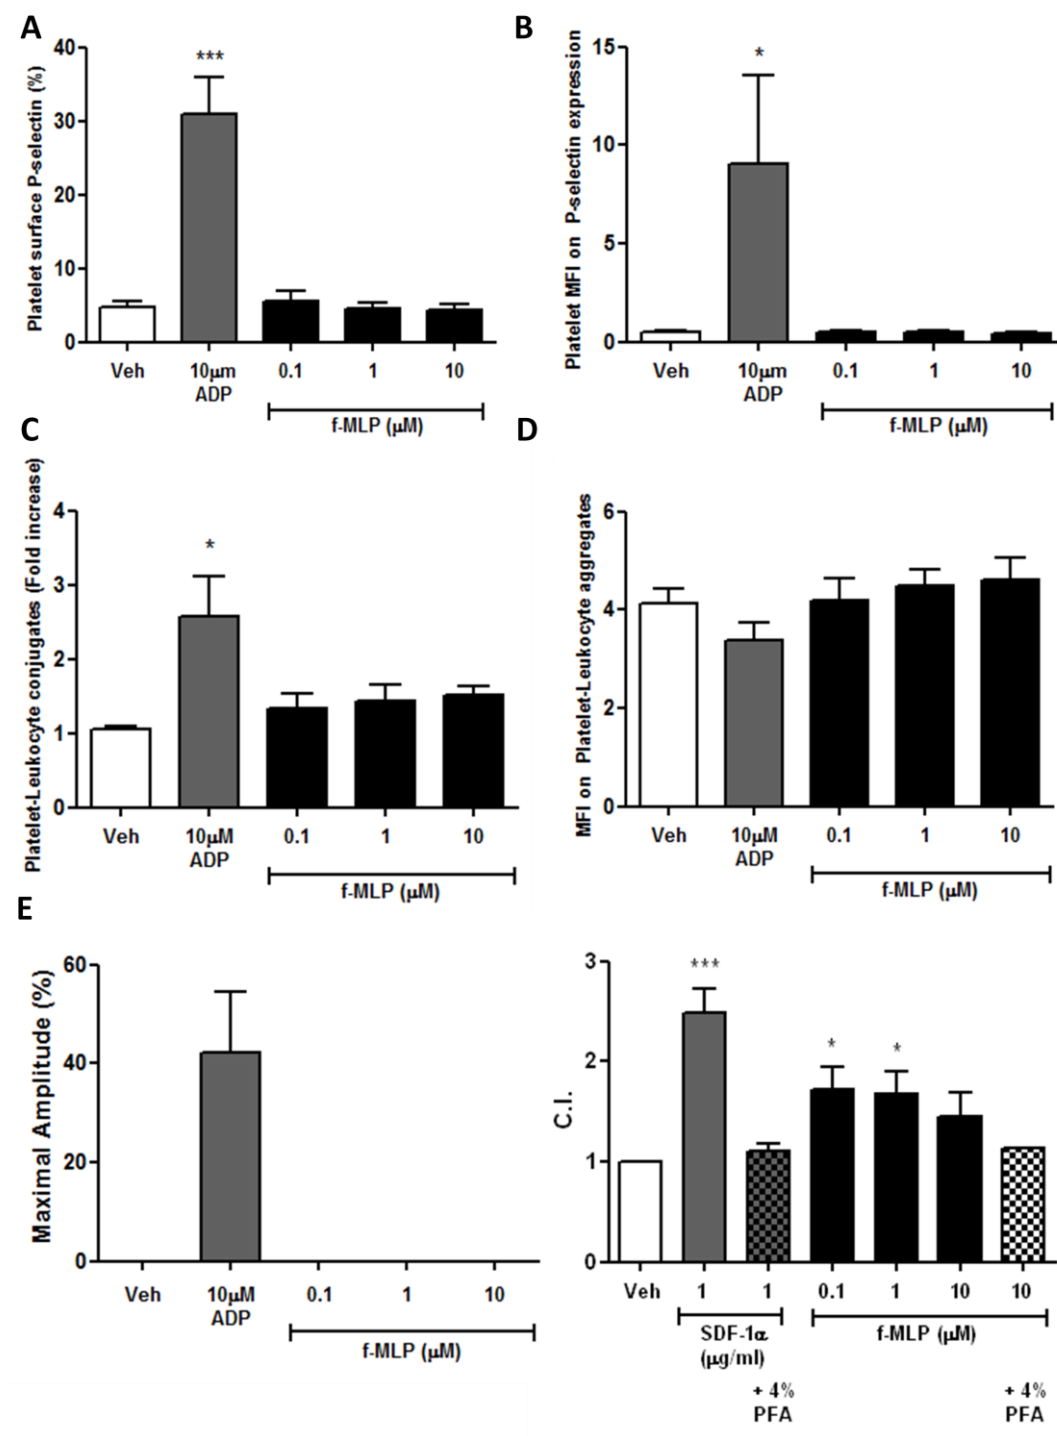 A
Platelet surface P-selectin (%)
40
30
20
10
0
***
Veh
10μm
ADP
0.1
1
10
f-MLP (μM)
B
Platelet MFI on P-selectin expression
15
10
5
0
*
Veh
10μm
ADP
0.1
1
10
f-MLP (μM)
C
Platelet-Leukocyte conjugates (Fold increase)
4
3
2
1
0
*
Veh
10μM
ADP
0.1
1
10
f-MLP (μM)
D
MFI on Platelet-Leukocyte aggregates
6
4
2
0
Veh
10μM
ADP
0.1
1
10
f-MLP (μM)
E
Maximal Amplitude (%)
60
40
20
0
Veh
10μM
ADP
0.1
1
10
f-MLP (μM)
C.I.
3
2
1
0
***
*
*
Veh
1
1
0.1
1
10
10
SDF-1α
(μg/ml)
f-MLP (μM)
+ 4%
PFA
+ 4%
PFA